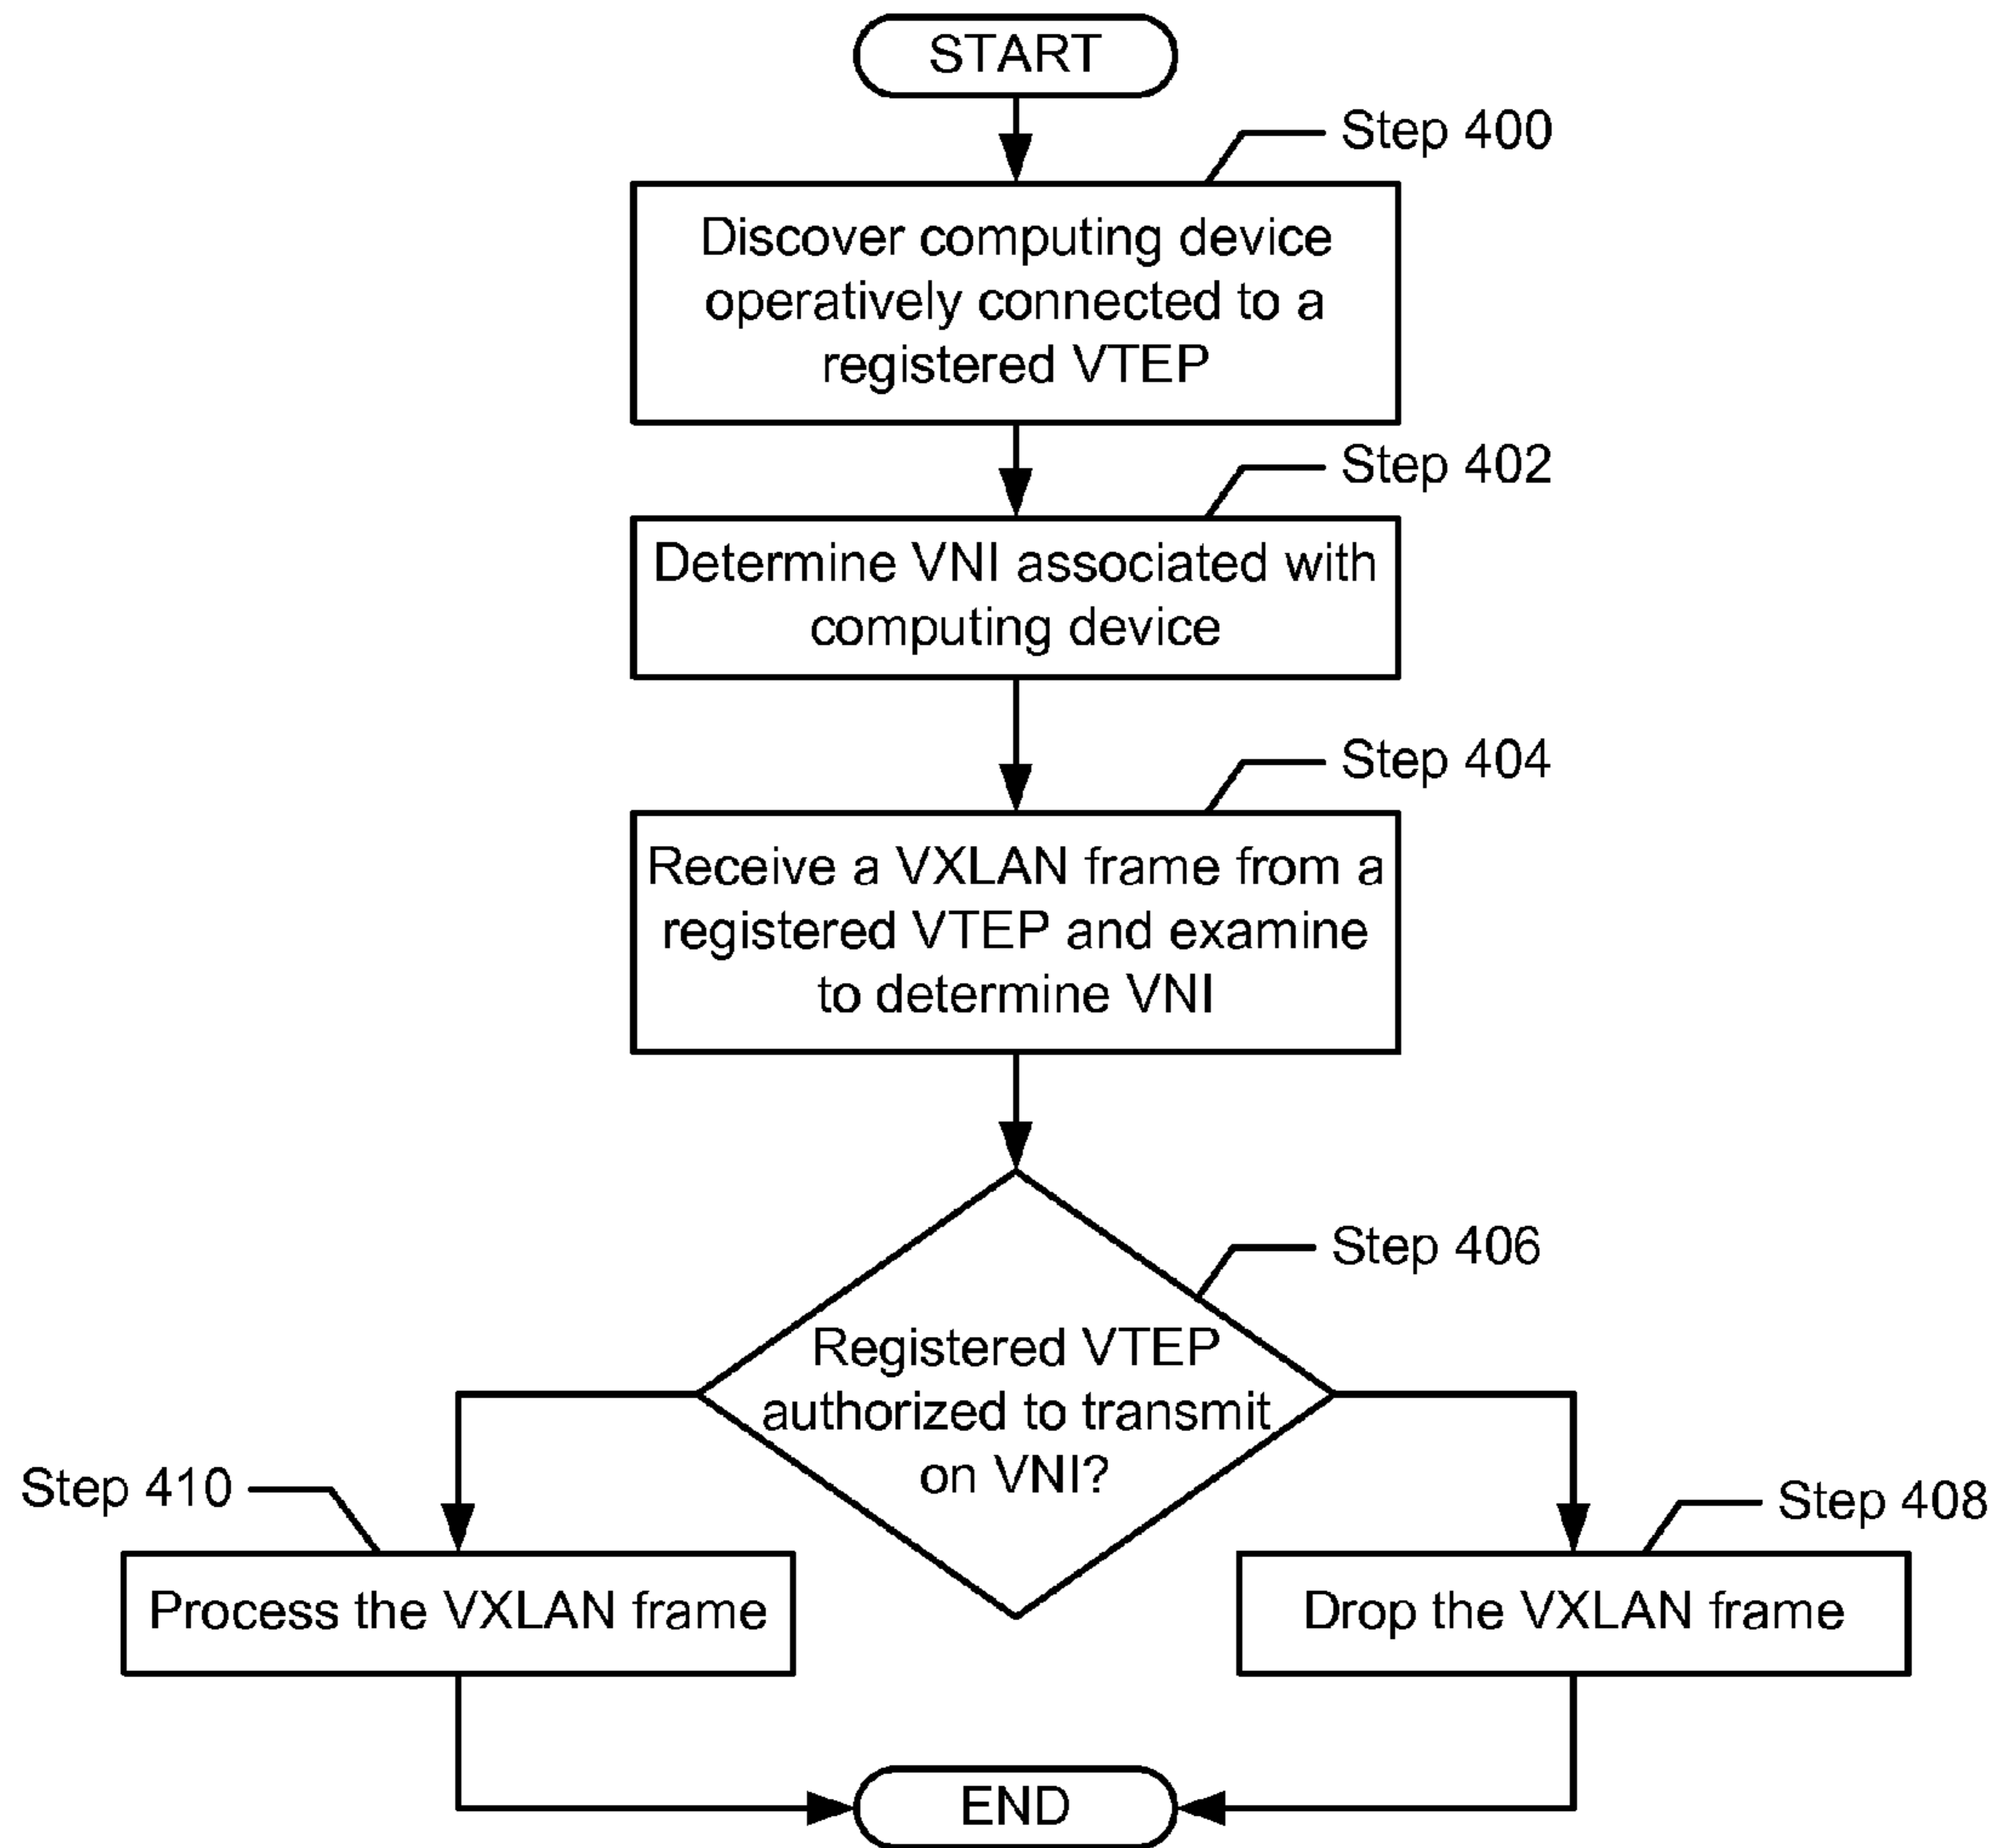 START
Step 400
Discover computing device
operatively connected to a
registered VTEP
Step 402
Determine VNI associated with
computing device
Step 404
Receive a VXLAN frame from a
registered VTEP and examine
to determine VNI
Step 406
Registered VTEP
authorized to transmit
on VNI?
Step 410
Process the VXLAN frame
Step 408
Drop the VXLAN frame
END